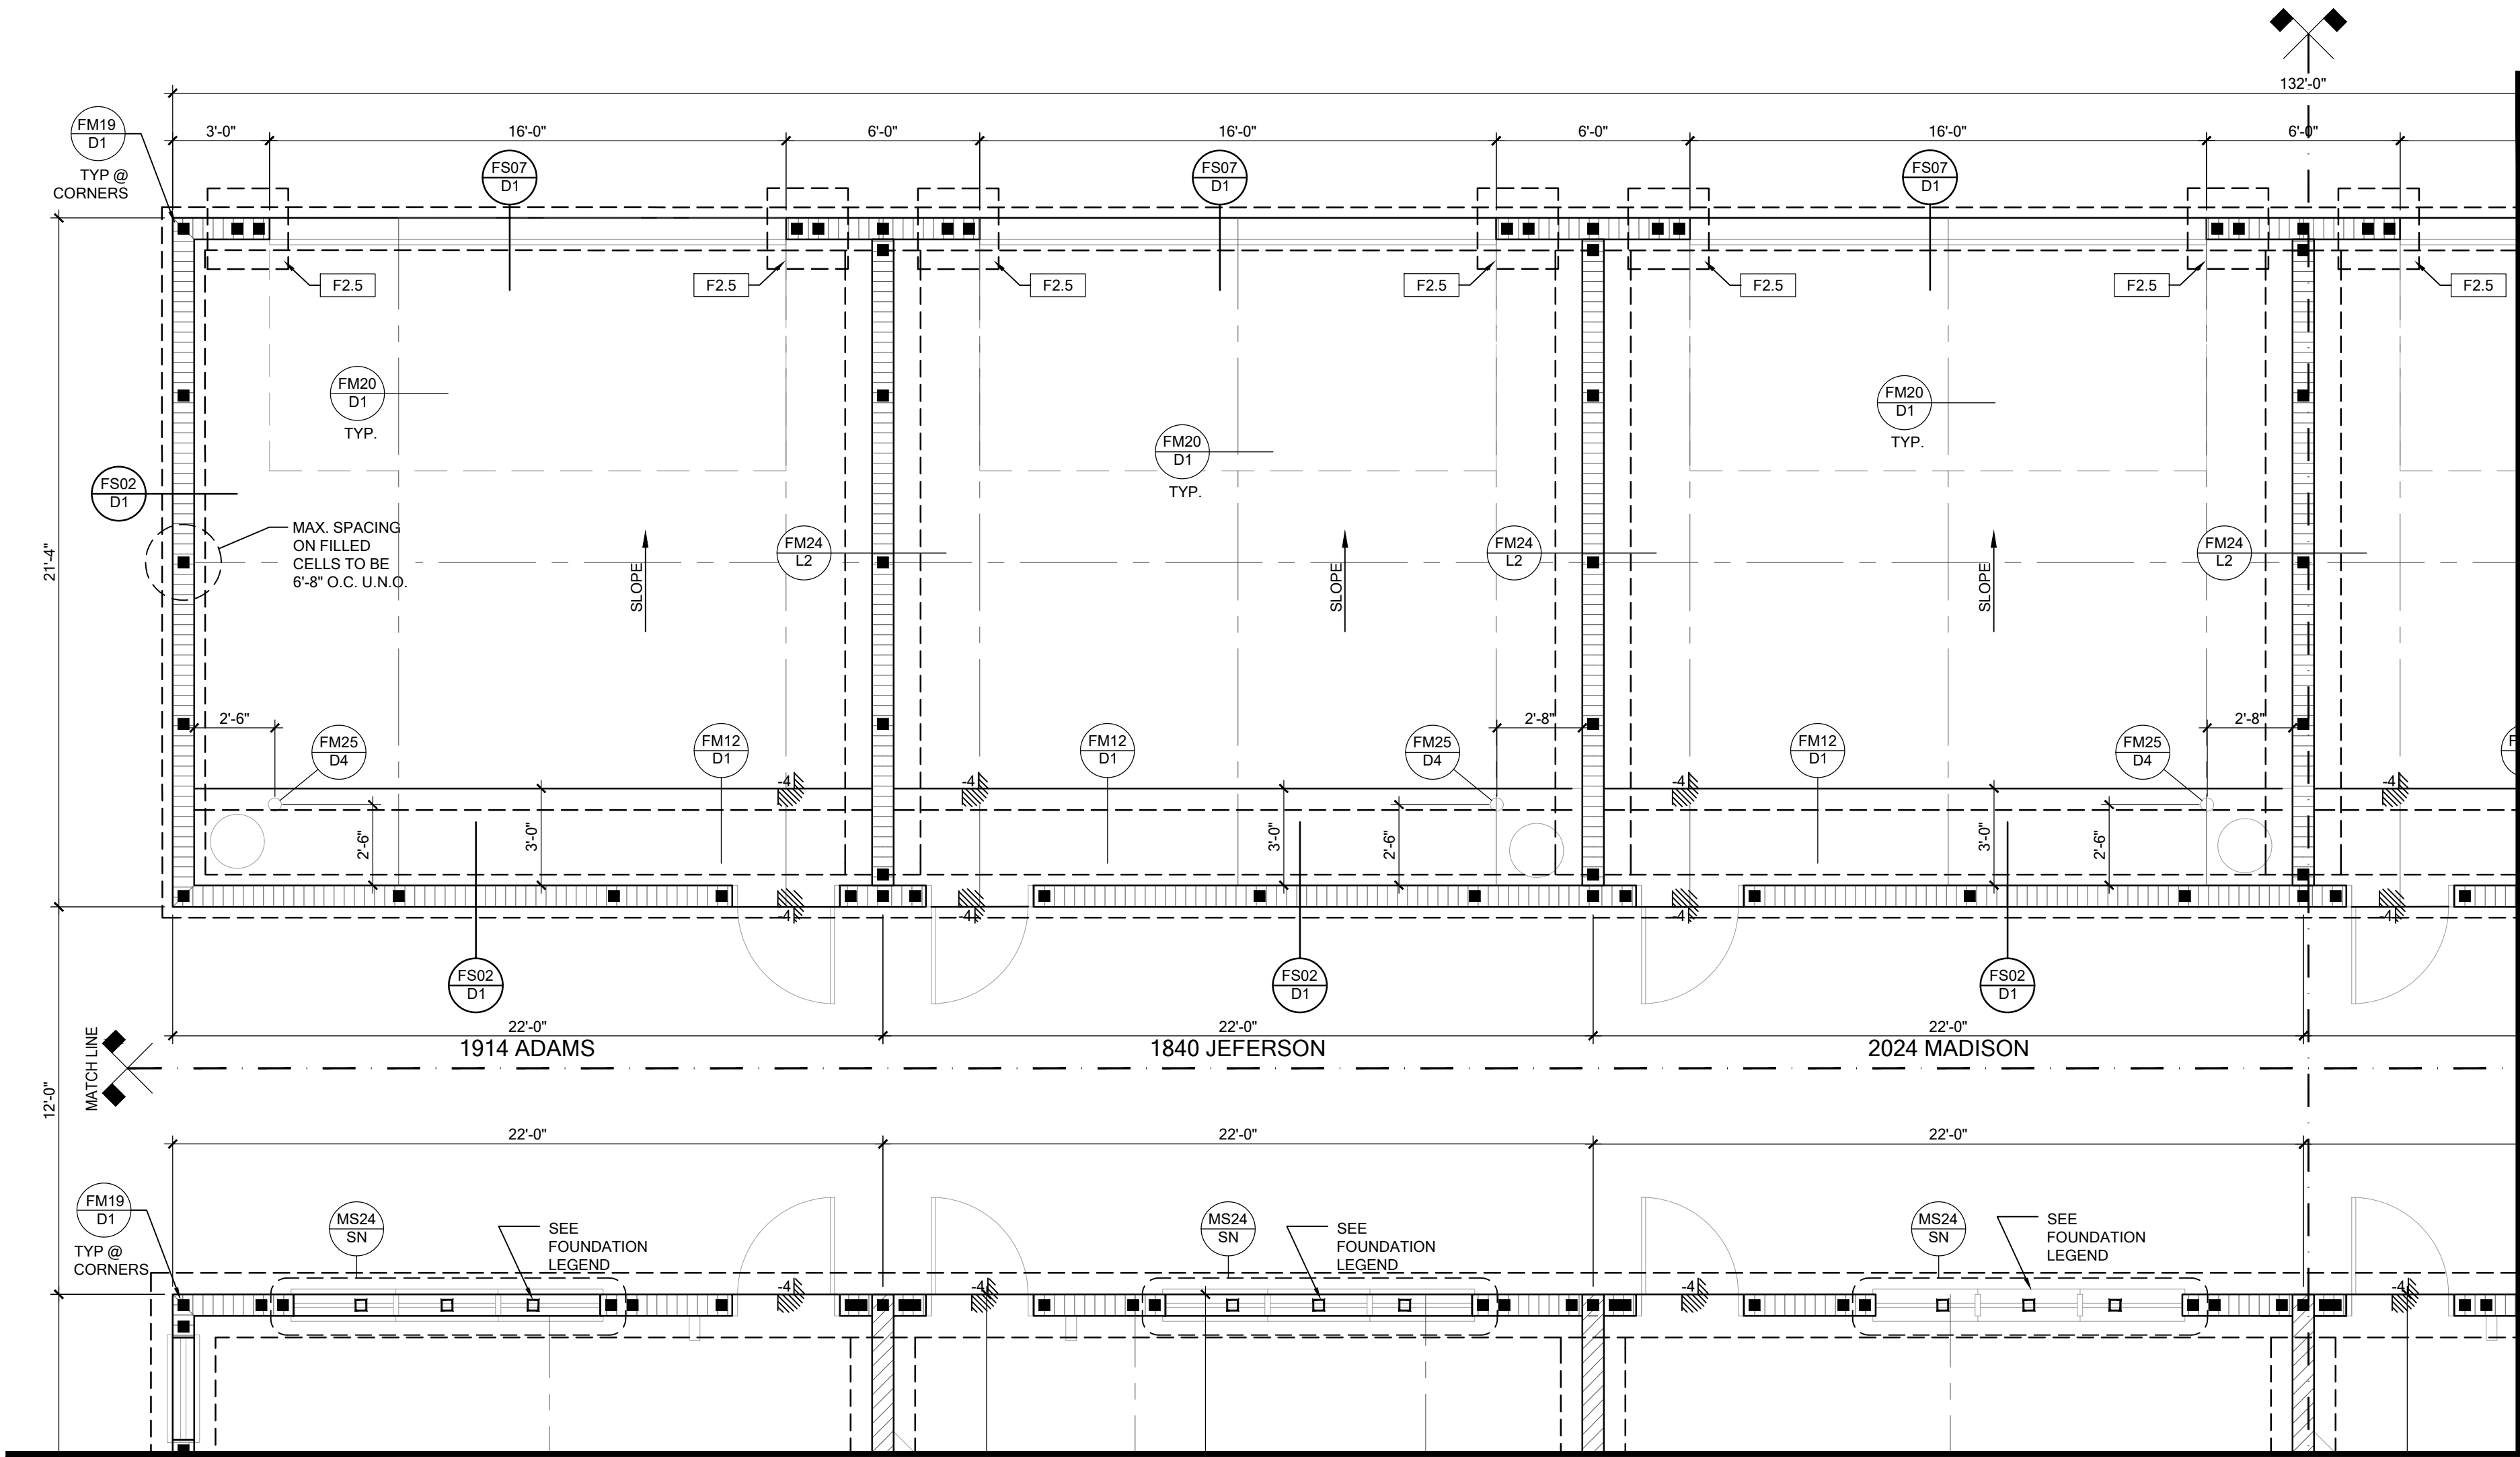 132'-0"
3'-0"
16'-0"
6'-0"
16'-0"
6'-0"
16'-0"
6'-0"
FM19
D1
TYP @
CORNERS
FS07
D1
FS07
D1
FS07
D1
F2.5
F2.5
F2.5
F2.5
F2.5
F2.5
F2.5
FM20
D1
TYP.
FM20
D1
TYP.
FM20
D1
TYP.
FS02
D1
MAX. SPACING
ON FILLED
CELLS TO BE
6'-8" O.C. U.N.O.
21'-4"
SLOPE
FM24
L2
SLOPE
FM24
L2
SLOPE
FM24
L2
2'-6"
FM25
D4
FM12
D1
FM12
D1
FM25
D4
2'-8"
FM12
D1
FM25
D4
2'-8"
F
-4
-4
-4
-4
2'-6"
3'-0"
3'-0"
2'-6"
3'-0"
2'-6"
-4
-4
-4
-4
FS02
D1
FS02
D1
FS02
D1
22'-0"
22'-0"
22'-0"
1914 ADAMS
1840 JEFERSON
2024 MADISON
MATCH LINE
12'-0"
22'-0"
22'-0"
22'-0"
FM19
D1
TYP @
CORNERS
MS24
SN
SEE
FOUNDATION
LEGEND
MS24
SN
SEE
FOUNDATION
LEGEND
MS24
SN
SEE
FOUNDATION
LEGEND
-4
-4
-4
-4